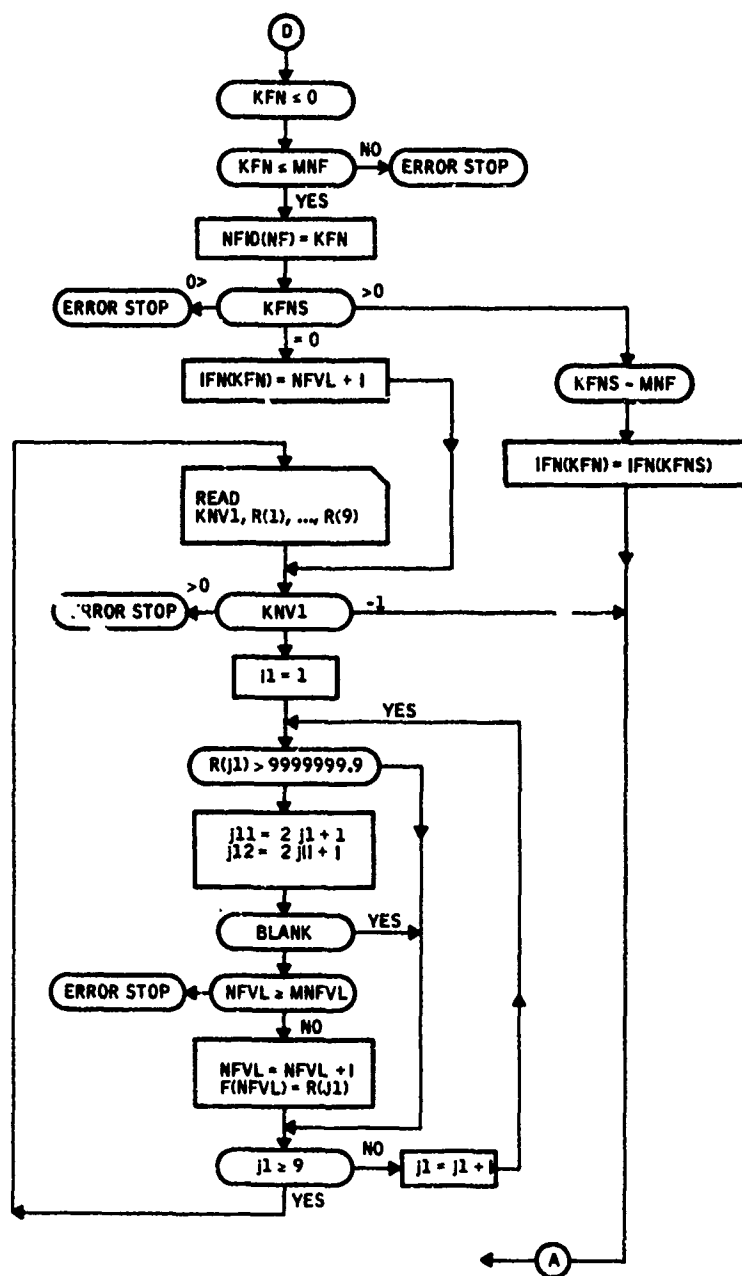 D
KFN ≤ 0
KFN ≤ MNF
NO
ERROR STOP
YES
NFID(NF) = KFN
0>
ERROR STOP
KFNS
>0
= 0
IFN(KFN) = NFVL + I
KFNS - MNF
IFN(KFN) = IFN(KFNS)
READ
KNV1, R(1), ..., R(9)
>0
ERROR STOP
KNV1
-1
j1 = 1
YES
R(j1) > 9999999.9
j11 = 2 j1 + 1
j12 = 2 j11 + 1
BLANK
YES
ERROR STOP
NFVL ≥ MNFVL
NO
NFVL = NFVL + I
F(NFVL) = R(J1)
j1 ≥ 9
NO
j1 = j1 + 1
YES
A